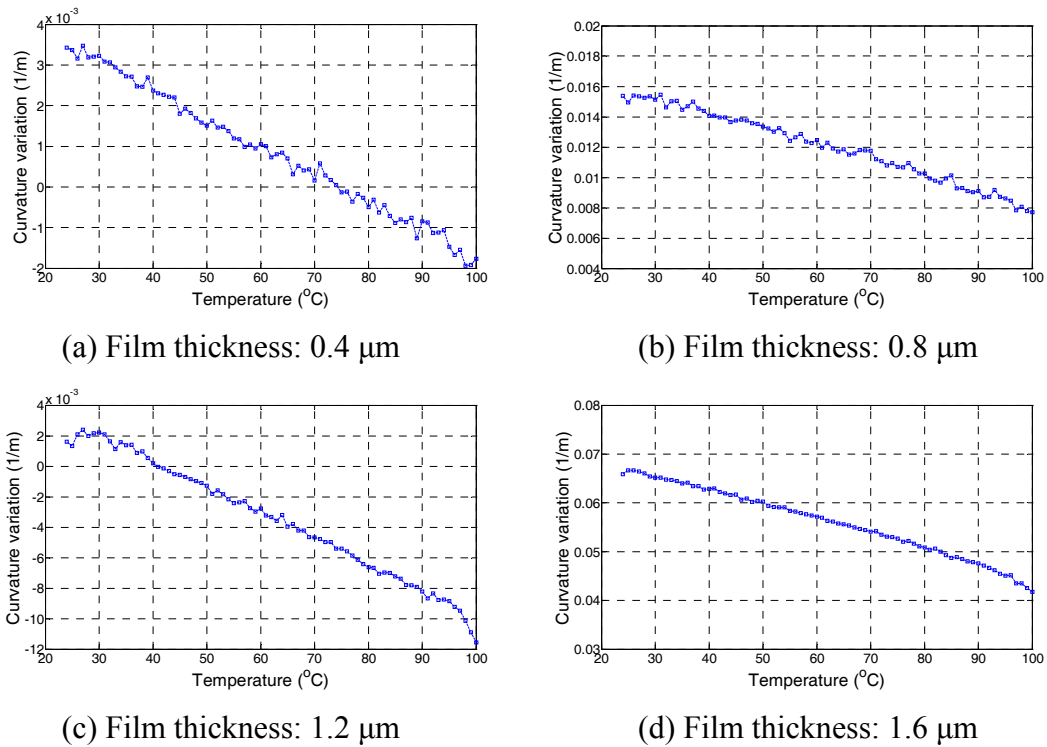 x 10⁻³
4
3
2
1
0
-1
-2
20 30 40 50 60 70 80 90 100
Curvature variation (1/m)
Temperature (°C)
(a) Film thickness: 0.4 μm
0.02
0.018
0.016
0.014
0.012
0.01
0.008
0.006
0.004
20 30 40 50 60 70 80 90 100
Curvature variation (1/m)
Temperature (°C)
(b) Film thickness: 0.8 μm
x 10⁻³
4
2
0
-2
-4
-6
-8
-10
-12
20 30 40 50 60 70 80 90 100
Curvature variation (1/m)
Temperature (°C)
(c) Film thickness: 1.2 μm
0.08
0.07
0.06
0.05
0.04
0.03
20 30 40 50 60 70 80 90 100
Curvature variation (1/m)
Temperature (°C)
(d) Film thickness: 1.6 μm